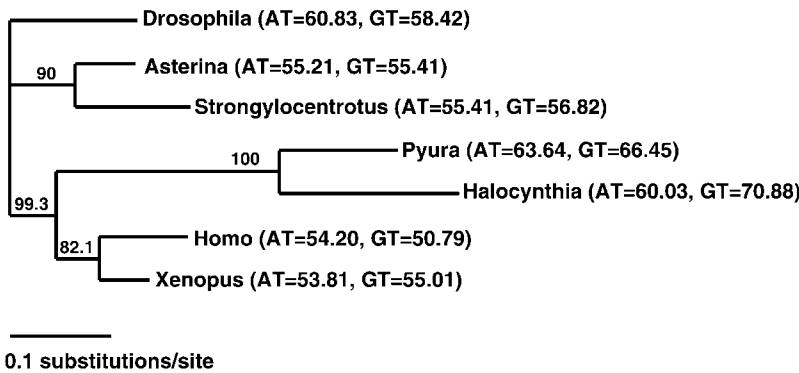 Drosophila (AT=60.83, GT=58.42)
90
Asterina (AT=55.21, GT=55.41)
Strongylocentrotus (AT=55.41, GT=56.82)
100
Pyura (AT=63.64, GT=66.45)
Halocynthia (AT=60.03, GT=70.88)
99.3
82.1
Homo (AT=54.20, GT=50.79)
Xenopus (AT=53.81, GT=55.01)
0.1 substitutions/site